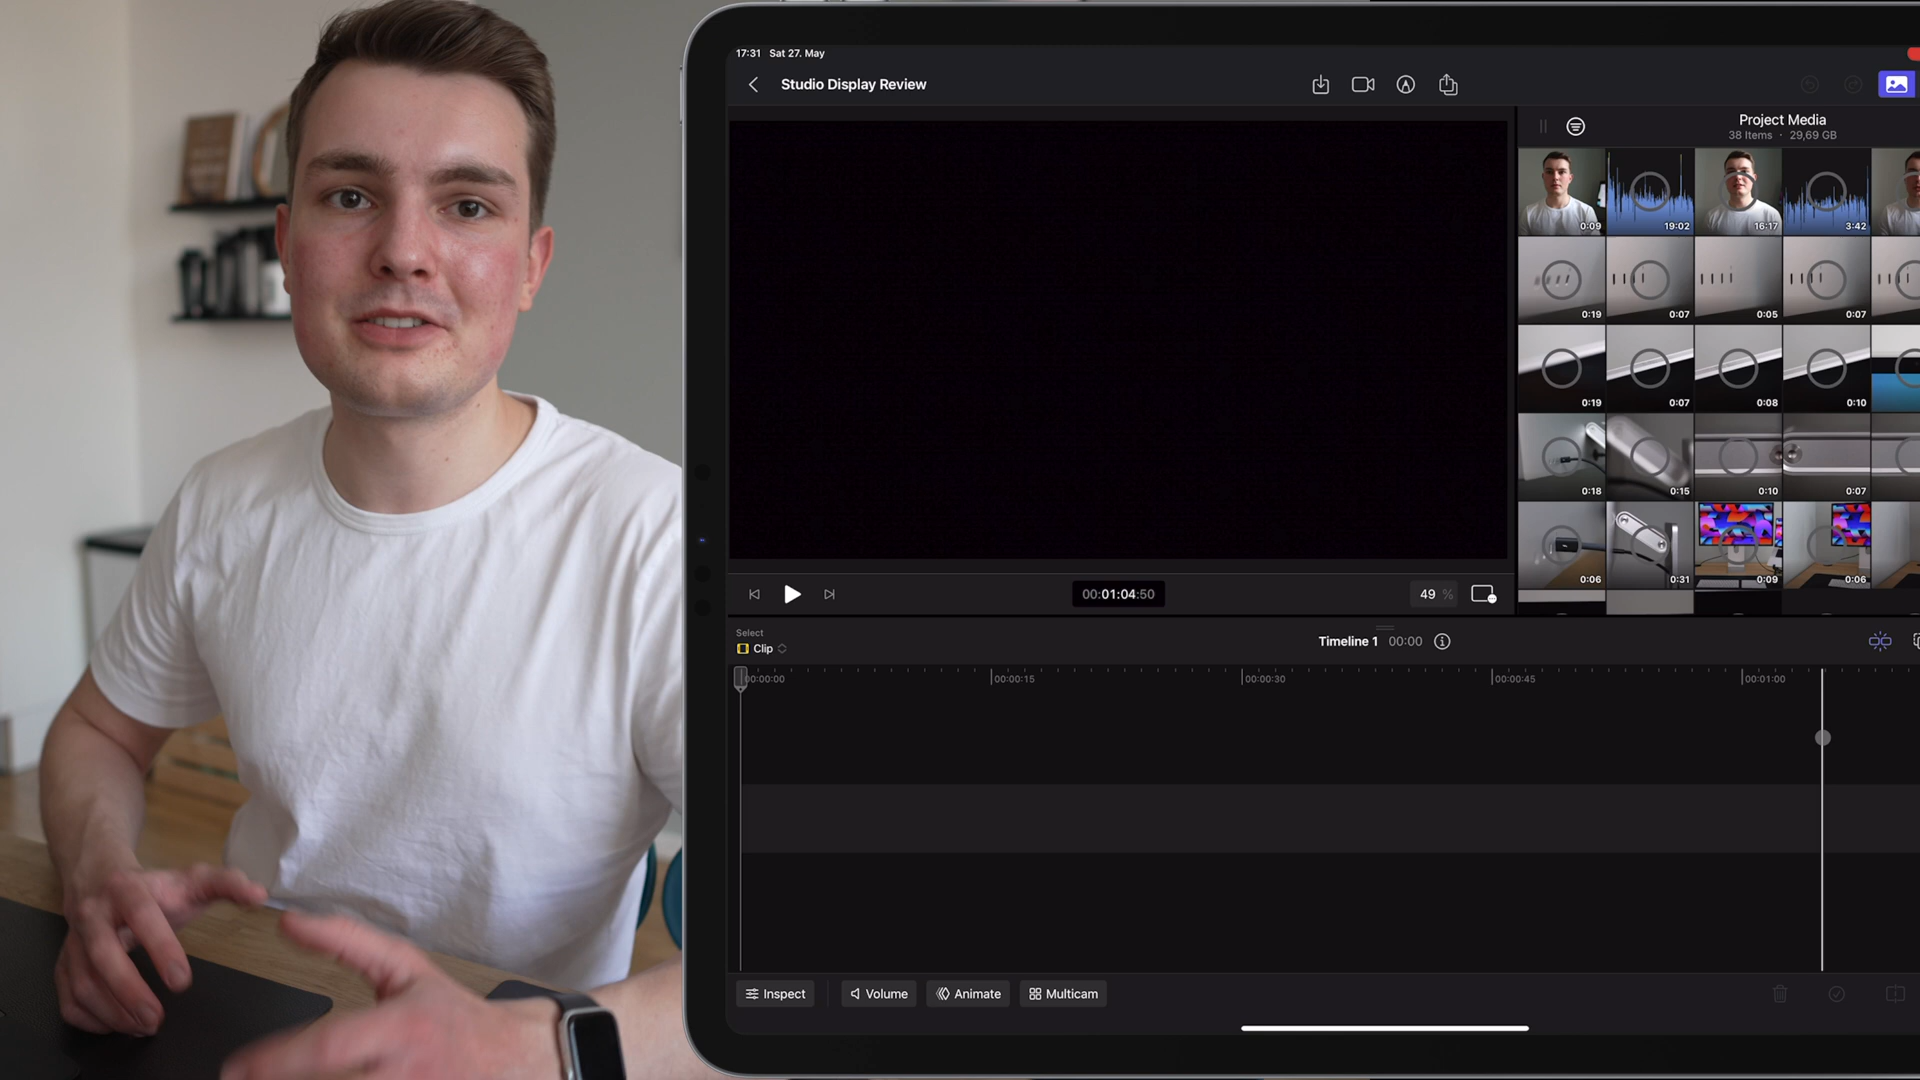 17:31 Sat 27. May
Studio Display Review
Project Media
38 Items · 29,69 GB
0:09
19:02
16:17
3:42
0:19
0:07
0:05
0:07
0:19
0:07
0:08
0:10
0:18
0:15
0:10
0:07
0:06
0:31
0:09
0:06
00:01:04:50
49 %
Select
Clip
Timeline 1 00:00
00:00:00
00:00:15
00:00:30
00:00:45
00:01:00
Inspect
Volume
Animate
Multicam